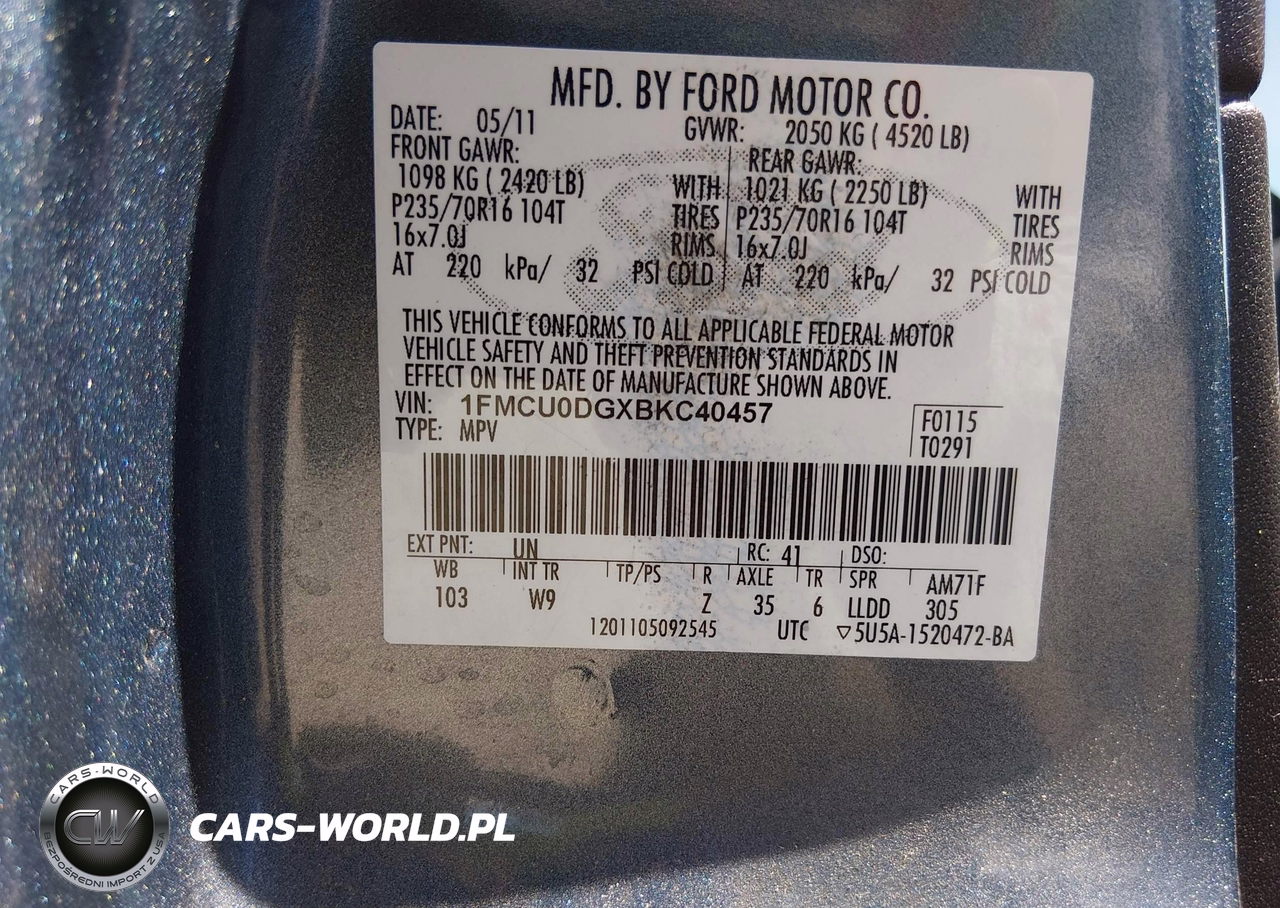 MFD. BY FORD MOTOR CO.
DATE: 05/11 GVWR: 2050 KG ( 4520 LB)
FRONT GAWR: REAR GAWR:
1098 KG ( 2420 LB) WITH 1021 KG ( 2250 LB) WITH
P235/70R16 104T TIRES P235/70R16 104T TIRES
16x7.0J RIMS 16x7.0J RIMS
AT 220 kPa/ 32 PSI COLD AT 220 kPa/ 32 PSI COLD
THIS VEHICLE CONFORMS TO ALL APPLICABLE FEDERAL MOTOR
VEHICLE SAFETY AND THEFT PREVENTION STANDARDS IN
EFFECT ON THE DATE OF MANUFACTURE SHOWN ABOVE.
VIN: 1FMCU0DGXBKC40457
TYPE: MPV
F0115
T0291
EXT PNT: UN RC: 41 DSO:
WB INT TR TP/PS R AXLE TR SPR AM71F
103 W9 Z 35 6 LLDD 305
1201105092545 UTC ▽5U5A-1520472-BA
CARS-WORLD
CW
BEZPOŚREDNI IMPORT Z USA
CARS-WORLD.PL